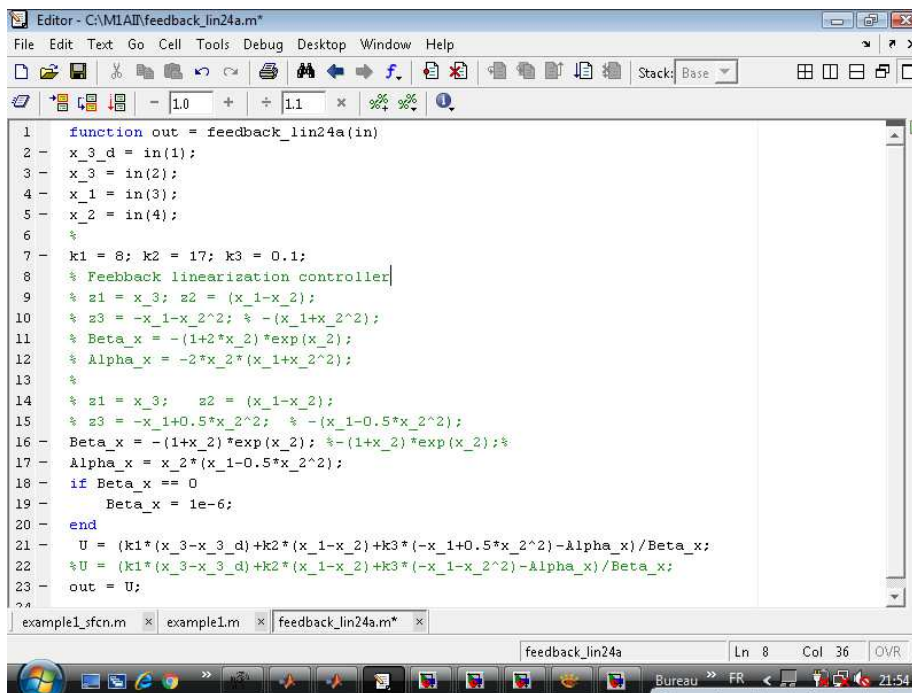 Editor - C:\M1AII\feedback_lin24a.m*
File Edit Text Go Cell Tools Debug Desktop Window Help
Stack: Base
- 1.0 + ÷ 1.1 ×
1 function out = feedback_lin24a(in)
2 - x_3_d = in(1);
3 - x_3 = in(2);
4 - x_1 = in(3);
5 - x_2 = in(4);
6 %
7 - k1 = 8; k2 = 17; k3 = 0.1;
8 % Feebback linearization controller
9 % z1 = x_3; z2 = (x_1-x_2);
10 % z3 = -x_1-x_2^2; % -(x_1+x_2^2);
11 % Beta_x = -(1+2*x_2)*exp(x_2);
12 % Alpha_x = -2*x_2*(x_1+x_2^2);
13 %
14 % z1 = x_3; z2 = (x_1-x_2);
15 % z3 = -x_1+0.5*x_2^2; % -(x_1-0.5*x_2^2);
16 - Beta_x = -(1+x_2)*exp(x_2); %-(1+x_2)*exp(x_2);%
17 - Alpha_x = x_2*(x_1-0.5*x_2^2);
18 - if Beta_x == 0
19 - Beta_x = 1e-6;
20 - end
21 - U = (k1*(x_3-x_3_d)+k2*(x_1-x_2)+k3*(-x_1+0.5*x_2^2)-Alpha_x)/Beta_x;
22 %U = (k1*(x_3-x_3_d)+k2*(x_1-x_2)+k3*(-x_1-x_2^2)-Alpha_x)/Beta_x;
23 - out = U;
24
example1_sfcn.m × example1.m × feedback_lin24a.m* ×
feedback_lin24a Ln 8 Col 36 OVR
Bureau » FR < 21:54